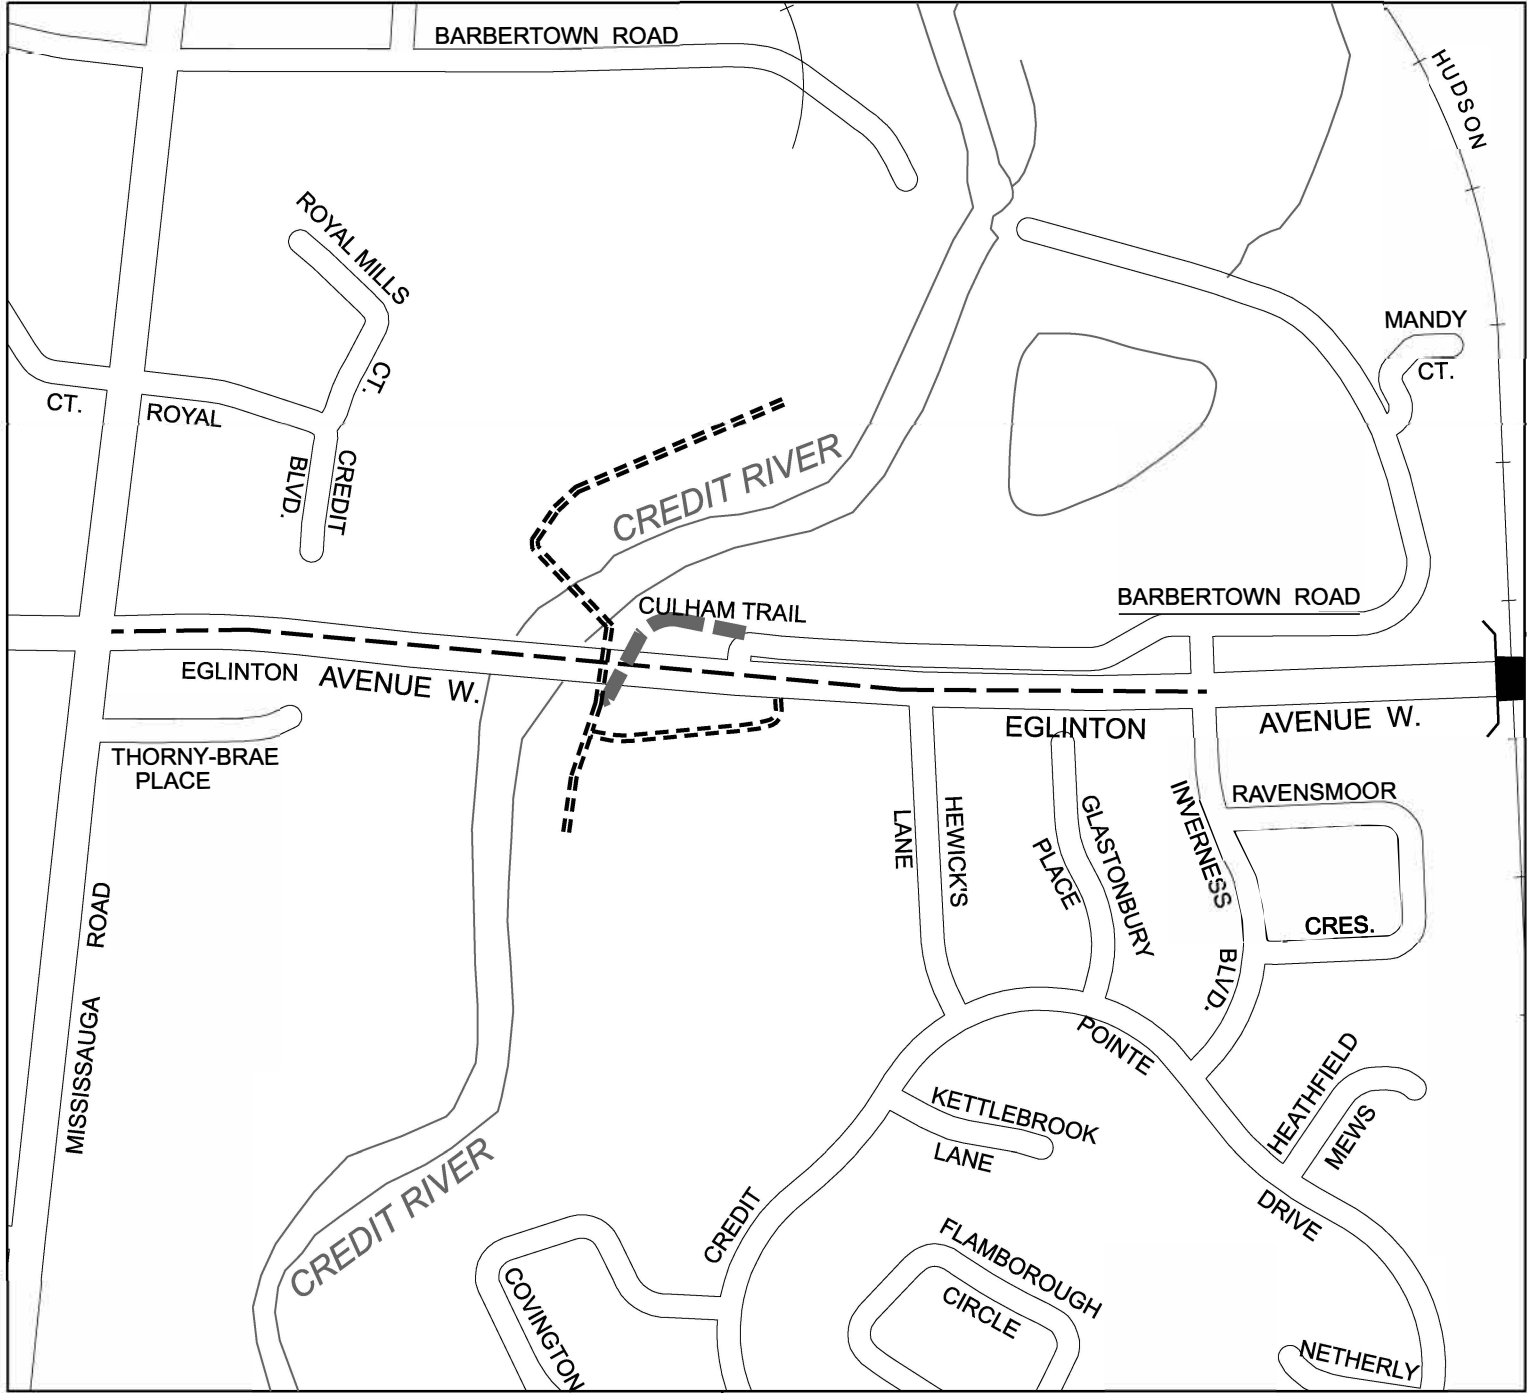 BARBERTOWN ROAD
HUDSON
ROYAL MILLS
CT.
MANDY
CT.
CT.
ROYAL
CREDIT
BLVD.
CREDIT RIVER
CULHAM TRAIL
BARBERTOWN ROAD
EGLINTON AVENUE W.
EGLINTON AVENUE W.
THORNY-BRAE
PLACE
RAVENSMOOR
CRES.
HEWICK'S
LANE
GLASTONBURY
PLACE
INVERNESS
BLVD.
MISSISSAUGA ROAD
POINTE
HEATHFIELD
MEWS
KETTLEBROOK
LANE
CREDIT RIVER
CREDIT
DRIVE
FLAMBOROUGH
CIRCLE
COVINGTON
NETHERLY